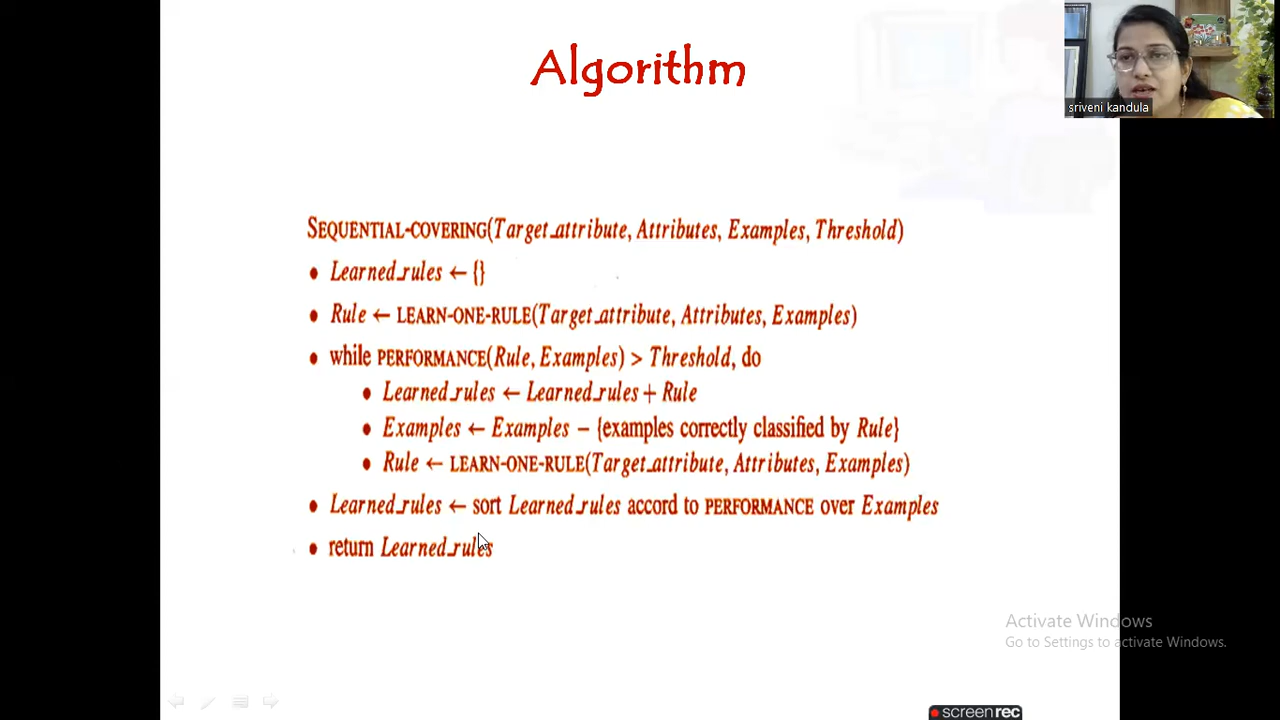 Algorithm
sriveni kandula
SEQUENTIAL-COVERING(Target_attribute, Attributes, Examples, Threshold)
• Learned_rules ← {}
• Rule ← LEARN-ONE-RULE(Target_attribute, Attributes, Examples)
• while PERFORMANCE(Rule, Examples) > Threshold, do
• Learned_rules ← Learned_rules + Rule
• Examples ← Examples − {examples correctly classified by Rule}
• Rule ← LEARN-ONE-RULE(Target_attribute, Attributes, Examples)
• Learned_rules ← sort Learned_rules accord to PERFORMANCE over Examples
• return Learned_rules
Activate Windows
Go to Settings to activate Windows.
screenrec